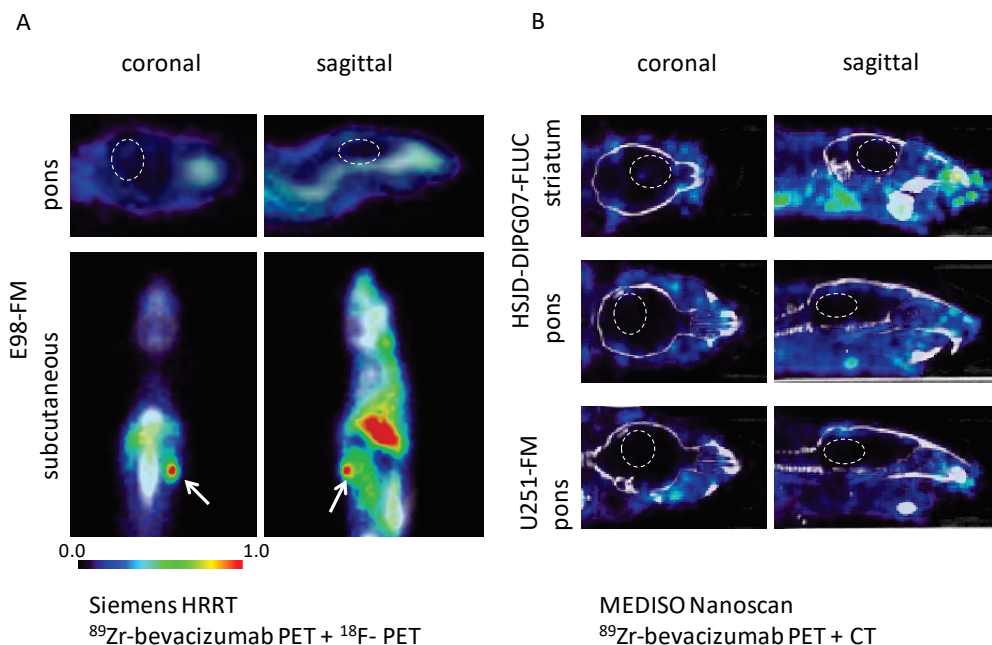 A
coronal
sagittal
pons
E98-FM
subcutaneous
0.0
1.0
Siemens HRRT
⁸⁹Zr-bevacizumab PET + ¹⁸F- PET
B
coronal
sagittal
HSJD-DIPG07-FLUC
striatum
pons
U251-FM
pons
MEDISO Nanoscan
⁸⁹Zr-bevacizumab PET + CT